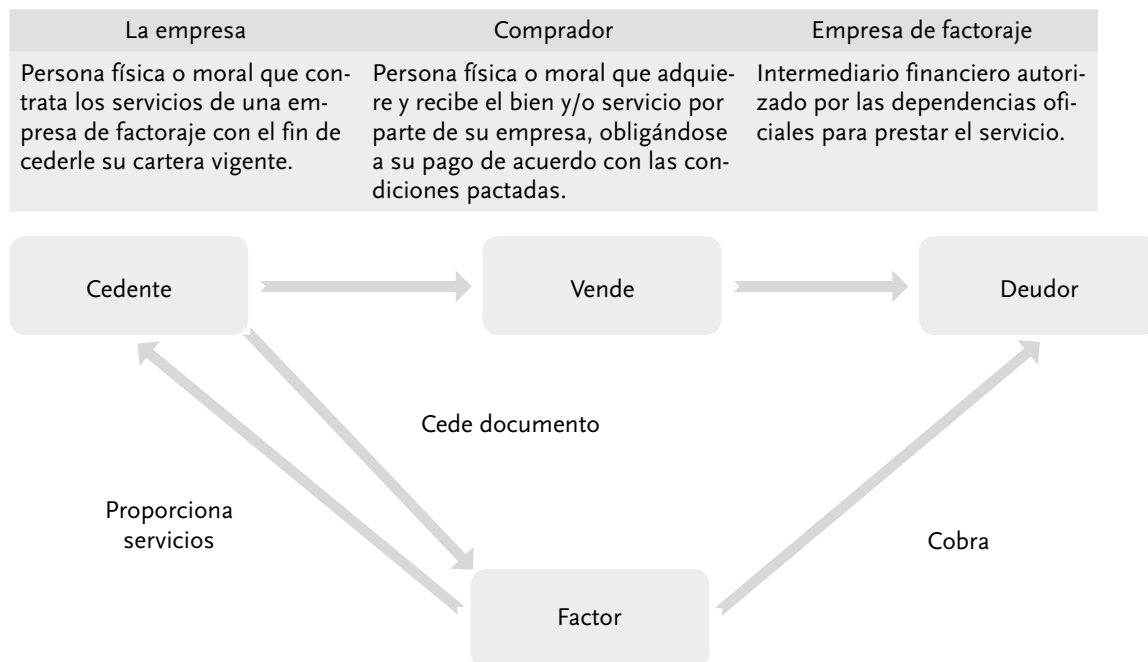 La empresa
Comprador
Empresa de factoraje
Persona física o moral que con-
trata los servicios de una em-
presa de factoraje con el fin de
cederle su cartera vigente.
Persona física o moral que adquie-
re y recibe el bien y/o servicio por
parte de su empresa, obligándose
a su pago de acuerdo con las con-
diciones pactadas.
Intermediario financiero autori-
zado por las dependencias ofi-
ciales para prestar el servicio.
Cedente
Vende
Deudor
Cede documento
Proporciona
servicios
Cobra
Factor